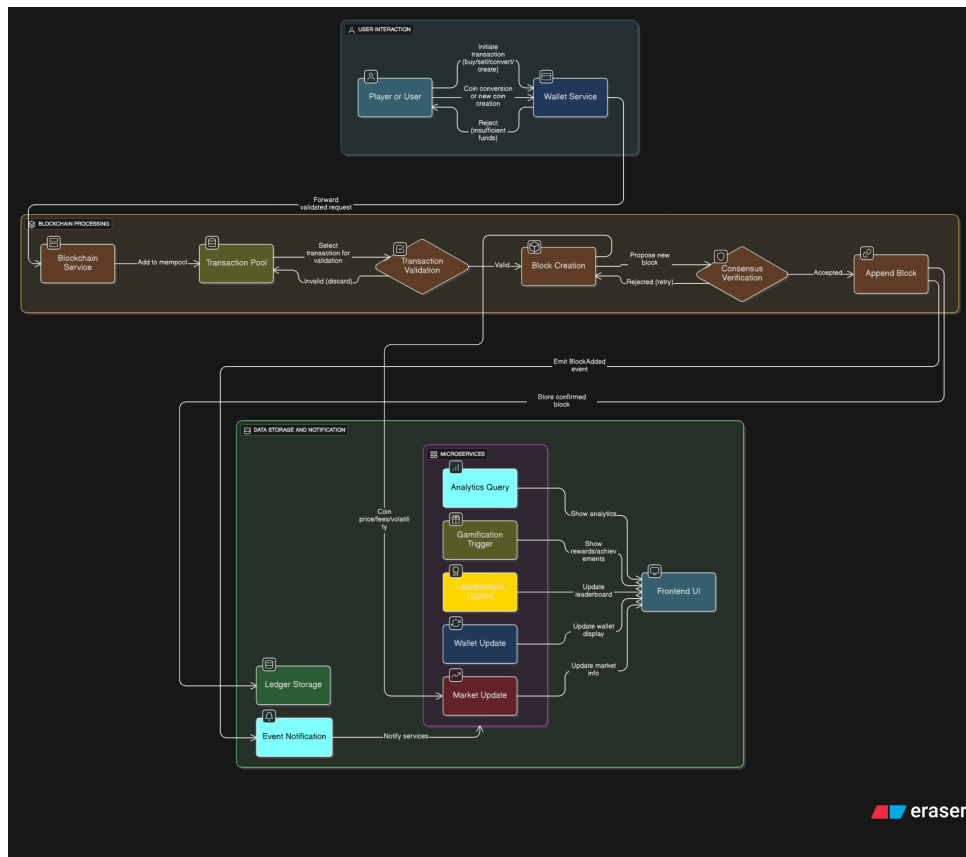 USER INTERACTION
Initiate
transaction
(buy/sell/convert/
create)
Player or User
Coin conversion
or new coin
creation
Wallet Service
Reject
(insufficient
funds)
Forward
validated request
BLOCKCHAIN PROCESSING
Blockchain
Service
Add to mempool
Transaction Pool
Select
transaction for
validation
Invalid (discard)
Transaction
Validation
Valid
Block Creation
Propose new
block
Rejected (retry)
Consensus
Verification
Accepted
Append Block
Emit BlockAdded
event
Store confirmed
block
DATA STORAGE AND NOTIFICATION
MICROSERVICES
Analytics Query
Coin
price/fees/volatili
ty
Show analytics
Gamification
Trigger
Show
rewards/achiev
ements
Leaderboard
Update
Update
leaderboard
Frontend UI
Wallet Update
Update wallet
display
Market Update
Update market
info
Ledger Storage
Event Notification
Notify services
eraser